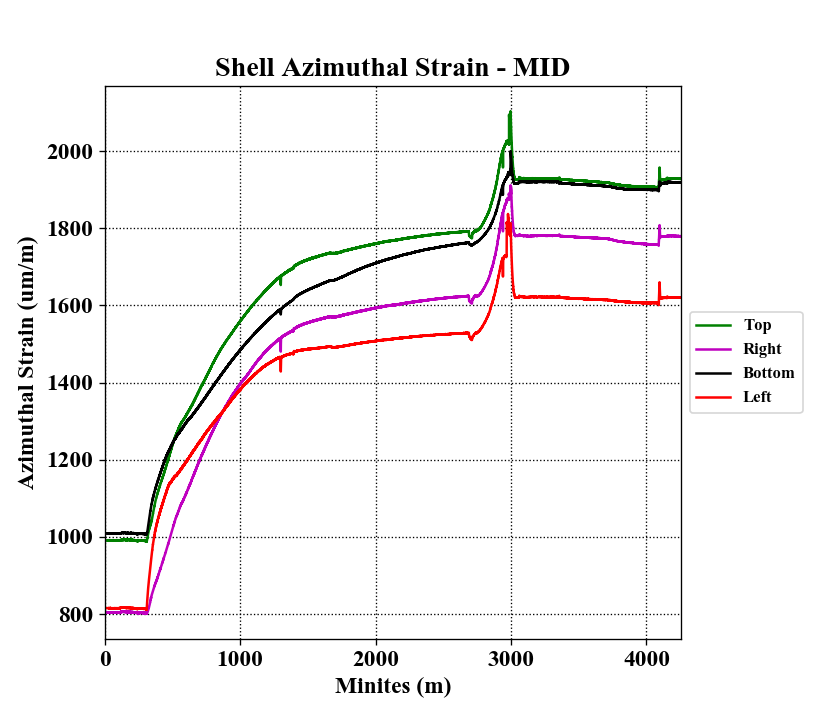 Shell Azimuthal Strain - MID
Azimuthal Strain (um/m)
2000
1800
1600
1400
1200
1000
800
0 1000 2000 3000 4000
Minites (m)
Top
Right
Bottom
Left